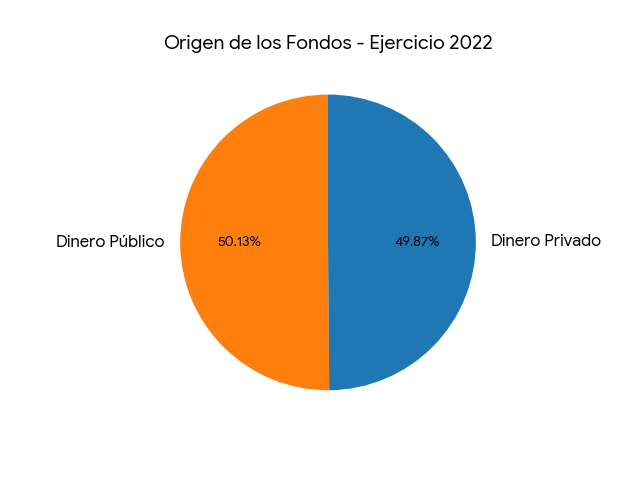 Origen de los Fondos - Ejercicio 2022
Dinero Público
50.13%
49.87%
Dinero Privado